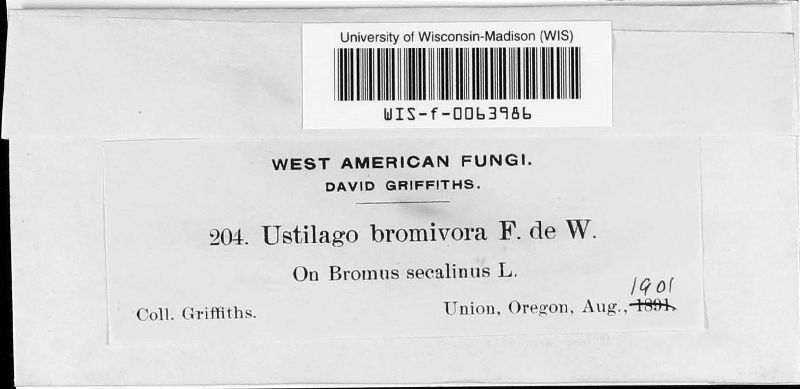 University of Wisconsin-Madison (WIS)
WIS-f-0063986
WEST AMERICAN FUNGI.
DAVID GRIFFITHS.
204. Ustilago bromivora F. de W.
On Bromus secalinus L.
1901
Coll. Griffiths. Union, Oregon, Aug., 1891.